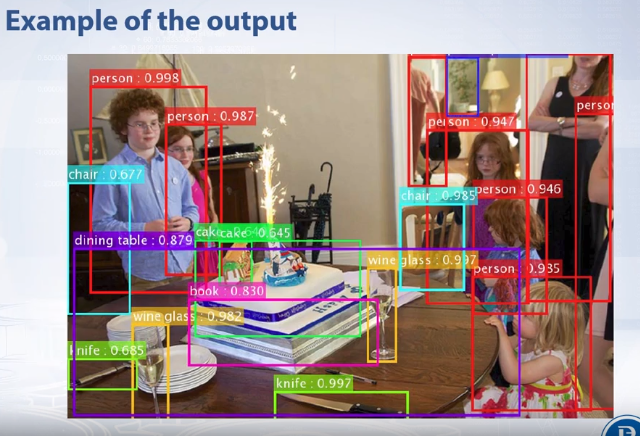 Example of the output
person : 0.998
person : 0.987
person : 0.947
person
chair : 0.677
chair : 0.985
person : 0.946
dining table : 0.879
cake : 0.645
wine glass : 0.997
person : 0.935
book : 0.830
wine glass : 0.982
knife : 0.685
knife : 0.997